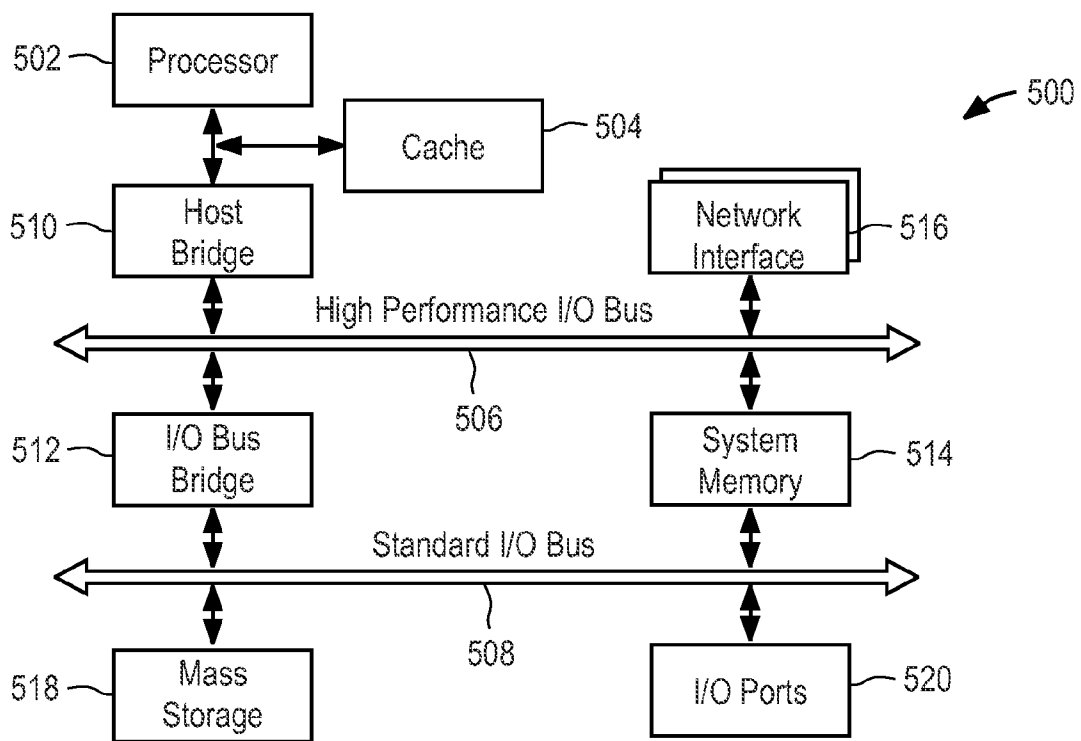 502
Processor
500
504
Cache
510
Host
Bridge
Network
Interface
516
High Performance I/O Bus
506
512
I/O Bus
Bridge
System
Memory
514
Standard I/O Bus
508
518
Mass
Storage
I/O Ports
520